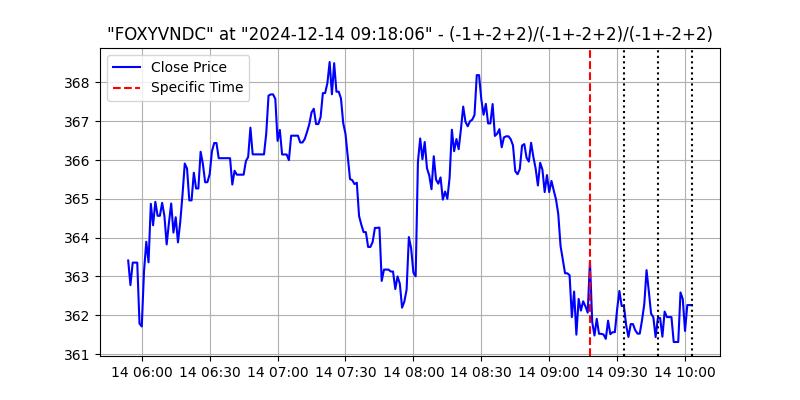 "FOXYVNDC" at "2024-12-14 09:18:06" - (-1+-2+2)/(-1+-2+2)/(-1+-2+2)
Close Price
Specific Time
368
367
366
365
364
363
362
361
14 06:00 14 06:30 14 07:00 14 07:30 14 08:00 14 08:30 14 09:00 14 09:30 14 10:00